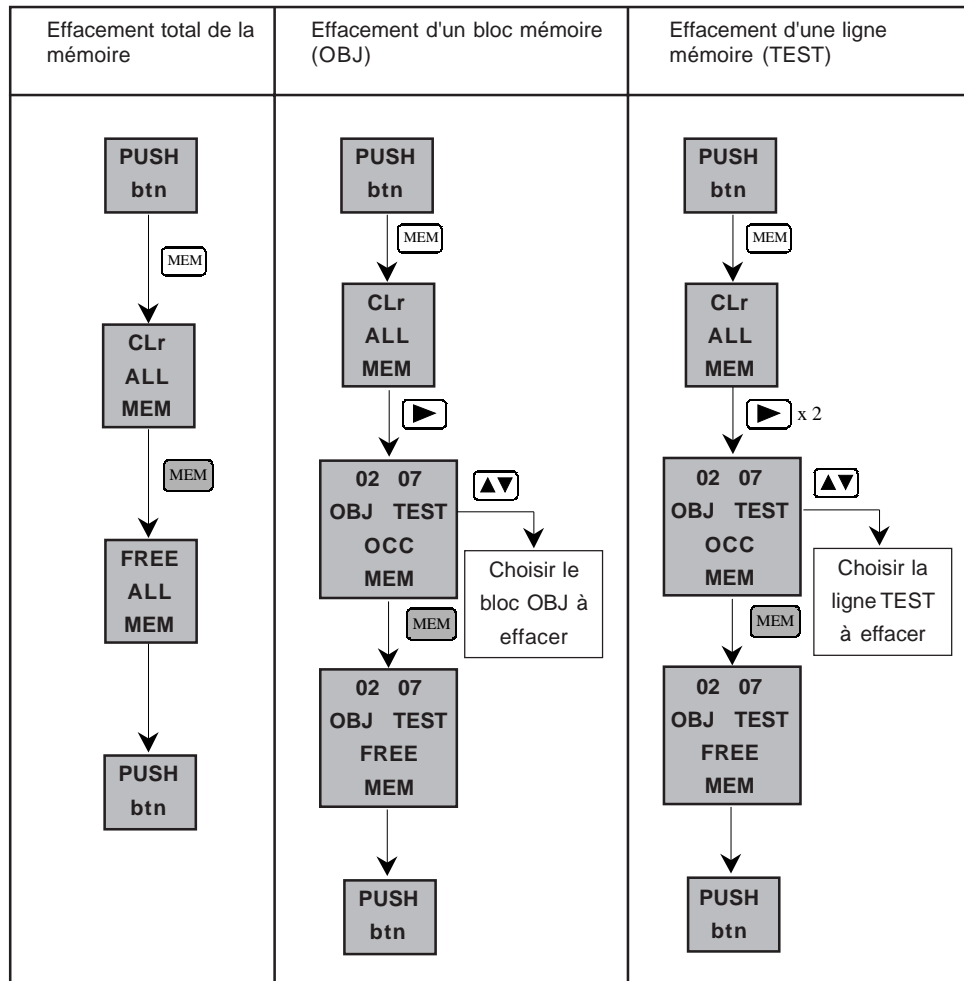 Effacement total de la
mémoire
Effacement d'un bloc mémoire
(OBJ)
Effacement d'une ligne
mémoire (TEST)
PUSH
btn
MEM
CLr
ALL
MEM
MEM
FREE
ALL
MEM
PUSH
btn
PUSH
btn
MEM
CLr
ALL
MEM
02 07
OBJ TEST
OCC
MEM
Choisir le
bloc OBJ à
effacer
MEM
02 07
OBJ TEST
FREE
MEM
PUSH
btn
PUSH
btn
MEM
CLr
ALL
MEM
x 2
02 07
OBJ TEST
OCC
MEM
Choisir la
ligne TEST
à effacer
MEM
02 07
OBJ TEST
FREE
MEM
PUSH
btn